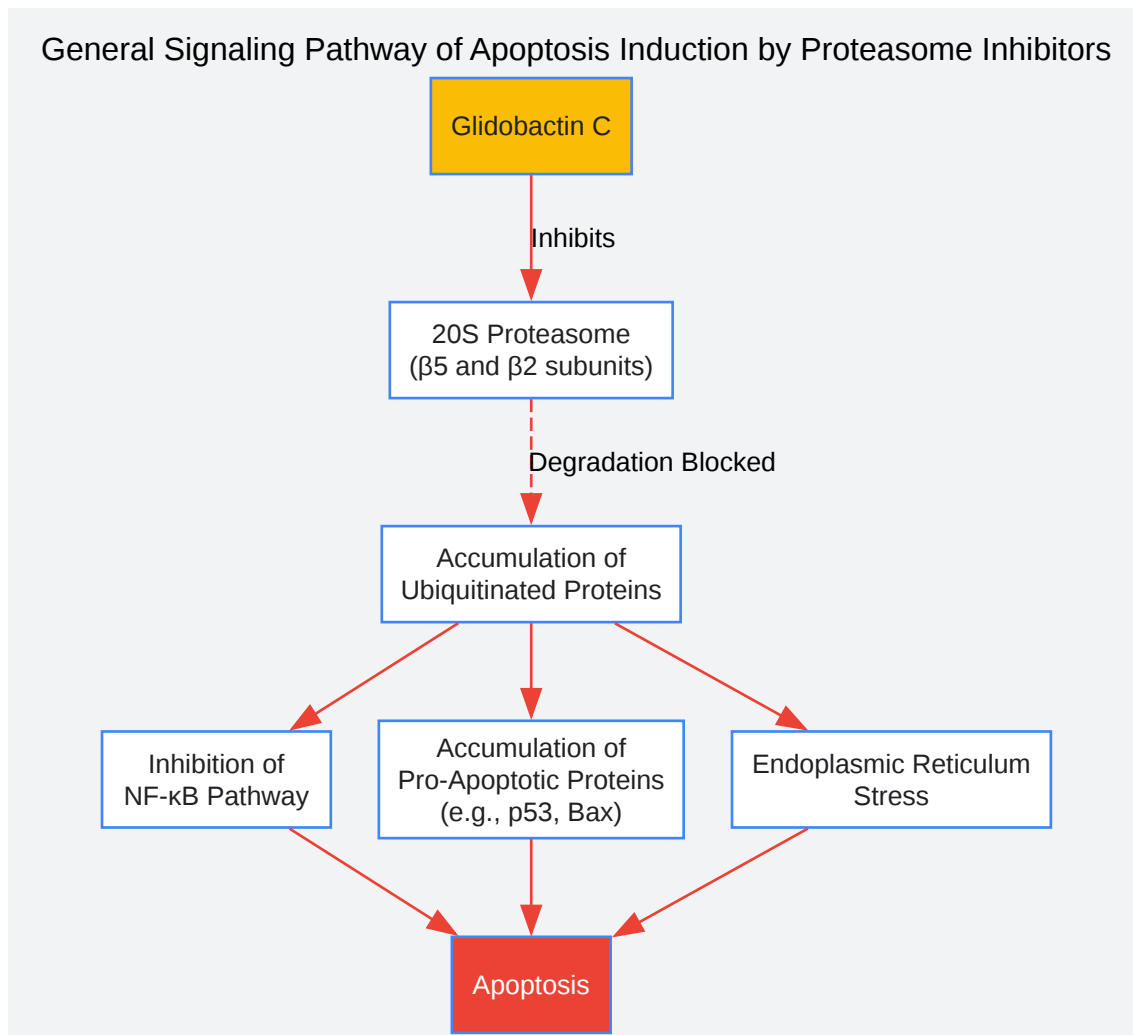 General Signaling Pathway of Apoptosis Induction by Proteasome Inhibitors
Glidobactin C
Inhibits
20S Proteasome
(β5 and β2 subunits)
Degradation Blocked
Accumulation of
Ubiquitinated Proteins
Inhibition of
NF-κB Pathway
Accumulation of
Pro-Apoptotic Proteins
(e.g., p53, Bax)
Endoplasmic Reticulum
Stress
Apoptosis